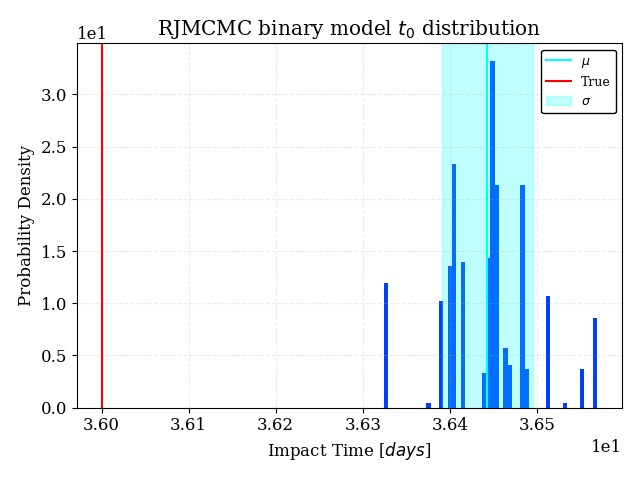 RJMCMC binary model t₀ distribution
1e1
μ
True
σ
3.0
2.5
2.0
1.5
1.0
0.5
0.0
Probability Density
3.60 3.61 3.62 3.63 3.64 3.65
1e1
Impact Time [days]